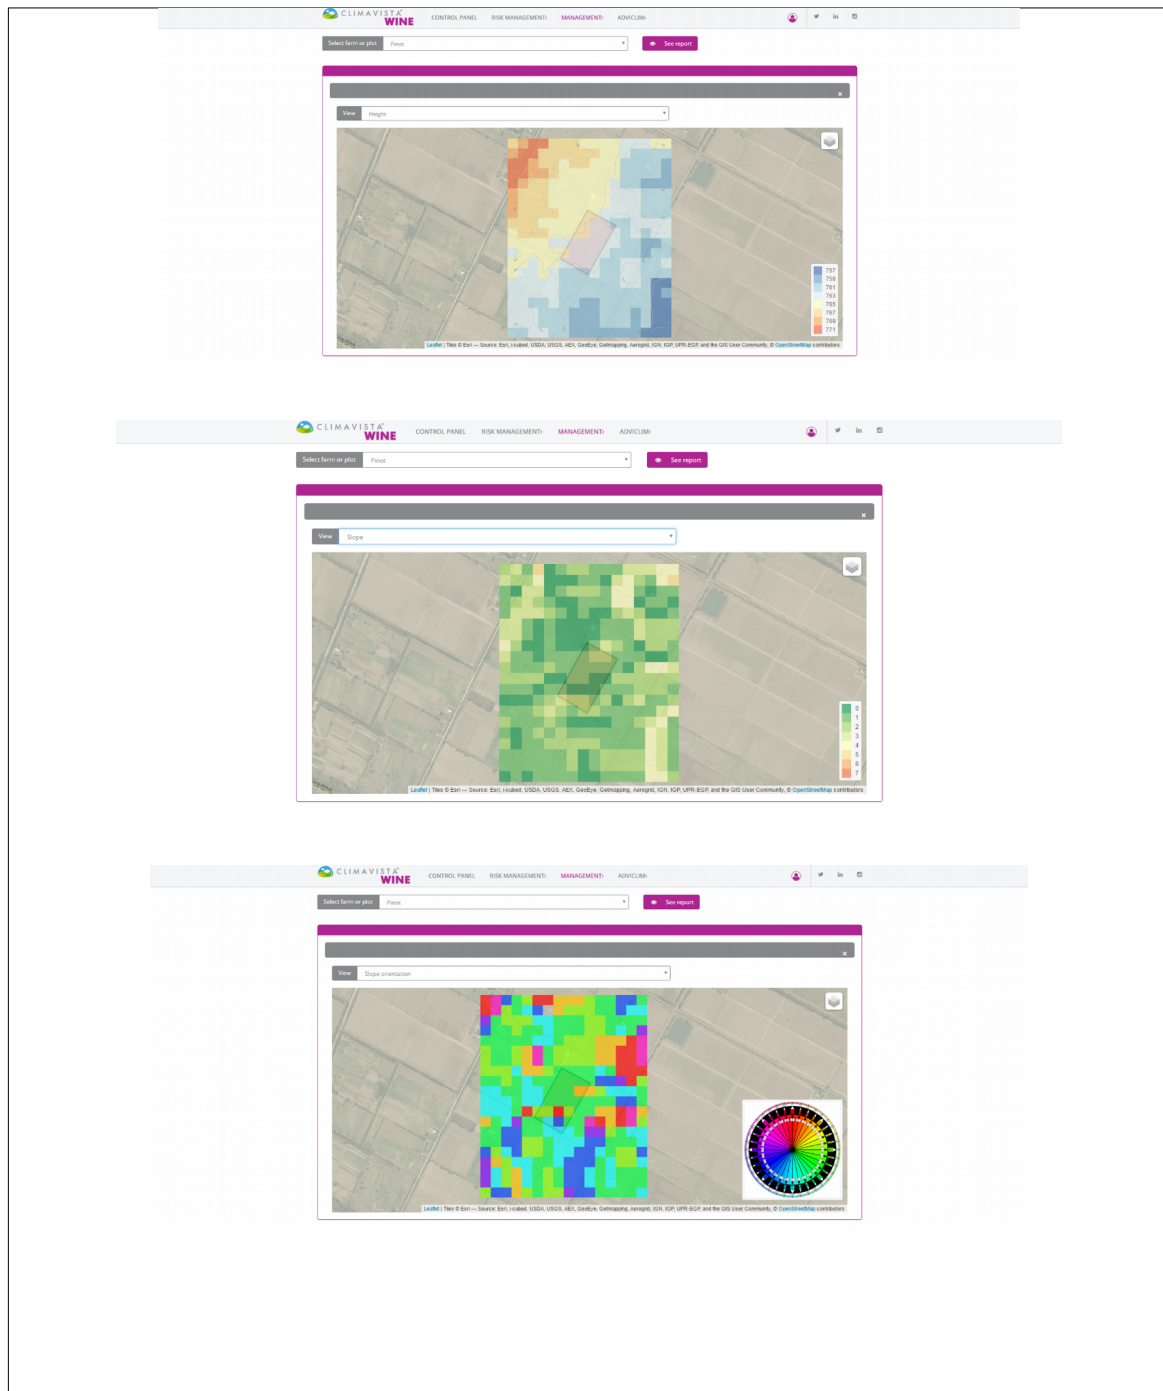 CLIMAVISTA
WINE
CONTROL PANEL RISK MANAGEMENT› MANAGEMENT› ADVICLIM›
in
Select farm or plot Pinot See report
×
View Height
757
759
761
763
765
767
769
771
Leaflet | Tiles © Esri — Source: Esri, i-cubed, USDA, USGS, AEX, GeoEye, Getmapping, Aerogrid, IGN, IGP, UPR-EGP, and the GIS User Community, © OpenStreetMap contributors
CLIMAVISTA
WINE
CONTROL PANEL RISK MANAGEMENT› MANAGEMENT› ADVICLIM›
in
Select farm or plot Pinot See report
×
View Slope
0
1
2
3
4
5
6
7
Leaflet | Tiles © Esri — Source: Esri, i-cubed, USDA, USGS, AEX, GeoEye, Getmapping, Aerogrid, IGN, IGP, UPR-EGP, and the GIS User Community, © OpenStreetMap contributors
CLIMAVISTA
WINE
CONTROL PANEL RISK MANAGEMENT› MANAGEMENT› ADVICLIM›
in
Select farm or plot Pinot See report
×
View Slope orientation
Leaflet | Tiles © Esri — Source: Esri, i-cubed, USDA, USGS, AEX, GeoEye, Getmapping, Aerogrid, IGN, IGP, UPR-EGP, and the GIS User Community, © OpenStreetMap contributors